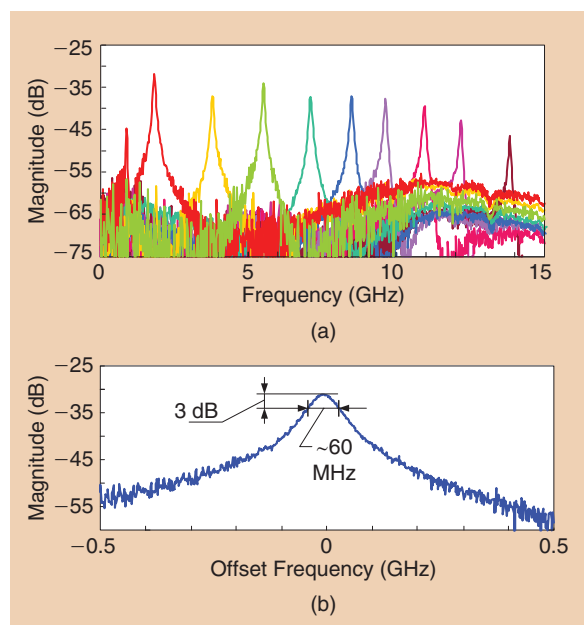 −25
−35
−45
−55
−65
−75
Magnitude (dB)
0 5 10 15
Frequency (GHz)
(a)
−25
−35
−45
−55
Magnitude (dB)
3 dB
~60
MHz
−0.5 0 0.5
Offset Frequency (GHz)
(b)